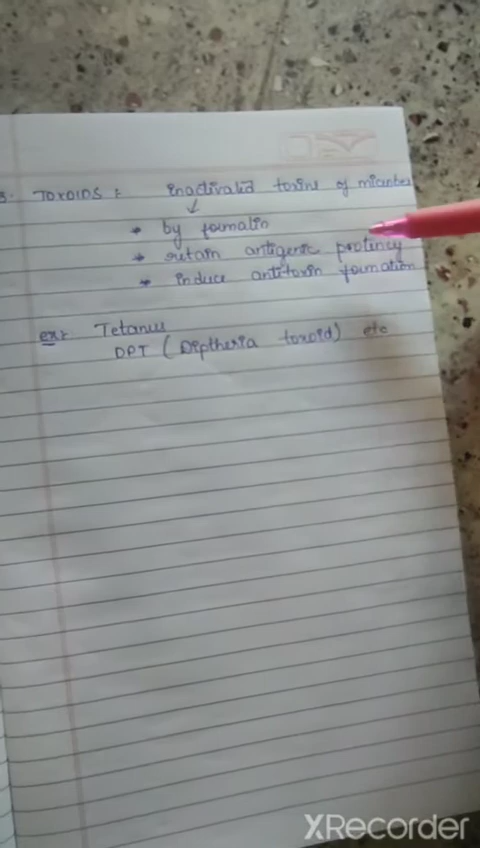 3. TOXOIDS : inactivated toxins of microbes
* by formalin
* retain antigenic protency
* induce antitoxin formation
ex: Tetanus
DPT ( Diptheria toxoid) etc
XRecorder